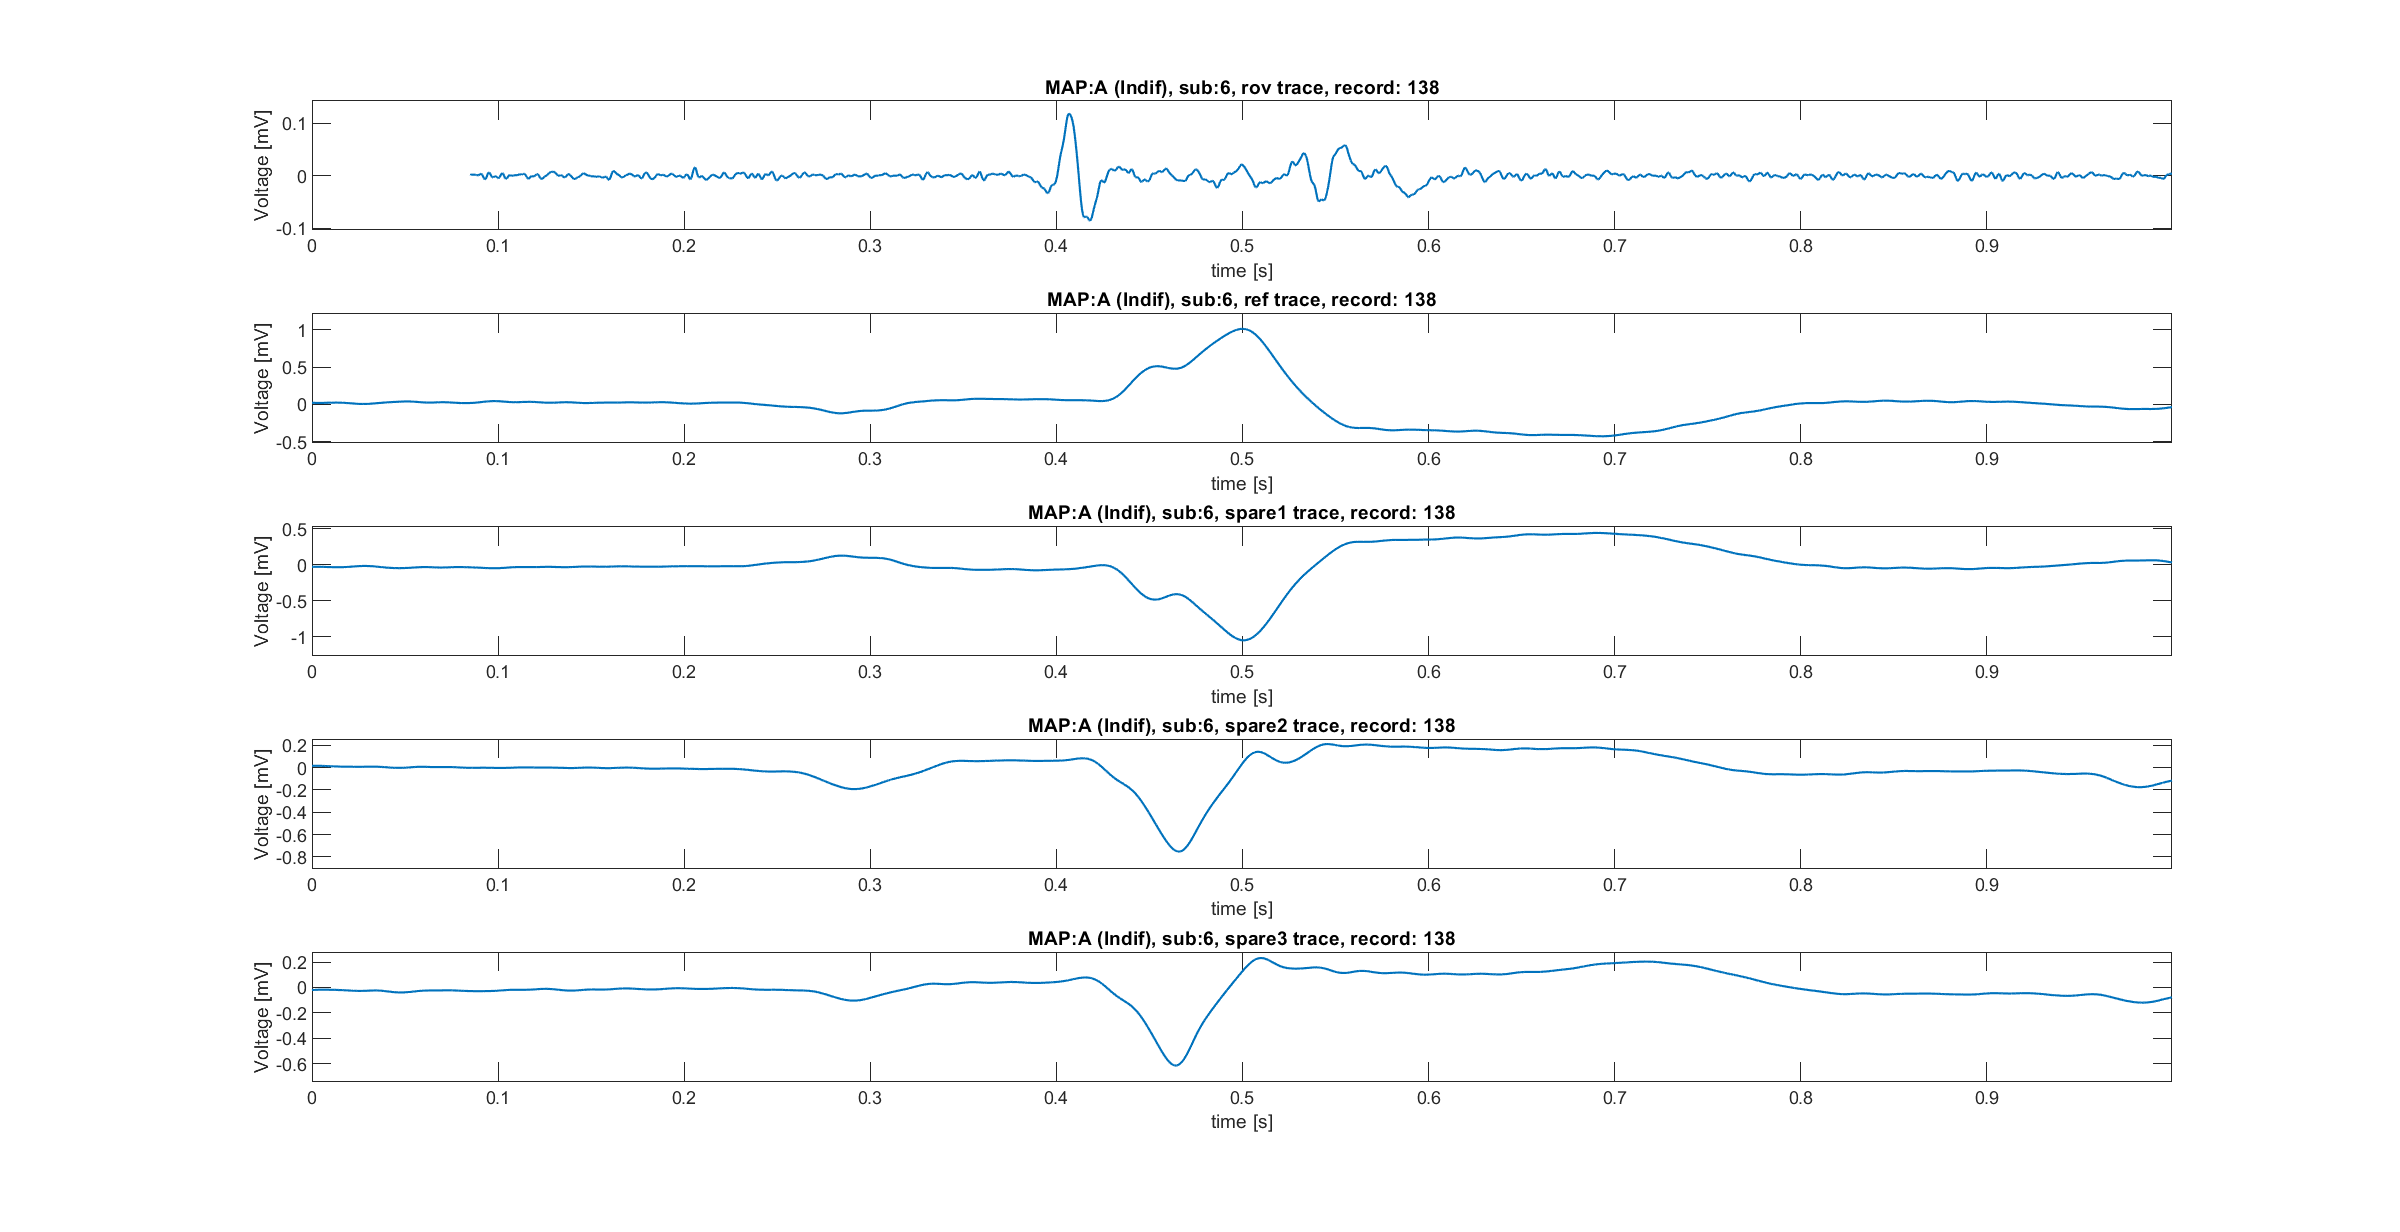 MAP:A (Indif), sub:6, rov trace, record: 138
Voltage [mV]
0.1
0
-0.1
0 0.1 0.2 0.3 0.4 0.5 0.6 0.7 0.8 0.9
time [s]
MAP:A (Indif), sub:6, ref trace, record: 138
Voltage [mV]
1
0.5
0
-0.5
0 0.1 0.2 0.3 0.4 0.5 0.6 0.7 0.8 0.9
time [s]
MAP:A (Indif), sub:6, spare1 trace, record: 138
Voltage [mV]
0.5
0
-0.5
-1
0 0.1 0.2 0.3 0.4 0.5 0.6 0.7 0.8 0.9
time [s]
MAP:A (Indif), sub:6, spare2 trace, record: 138
Voltage [mV]
0.2
0
-0.2
-0.4
-0.6
-0.8
0 0.1 0.2 0.3 0.4 0.5 0.6 0.7 0.8 0.9
time [s]
MAP:A (Indif), sub:6, spare3 trace, record: 138
Voltage [mV]
0.2
0
-0.2
-0.4
-0.6
0 0.1 0.2 0.3 0.4 0.5 0.6 0.7 0.8 0.9
time [s]